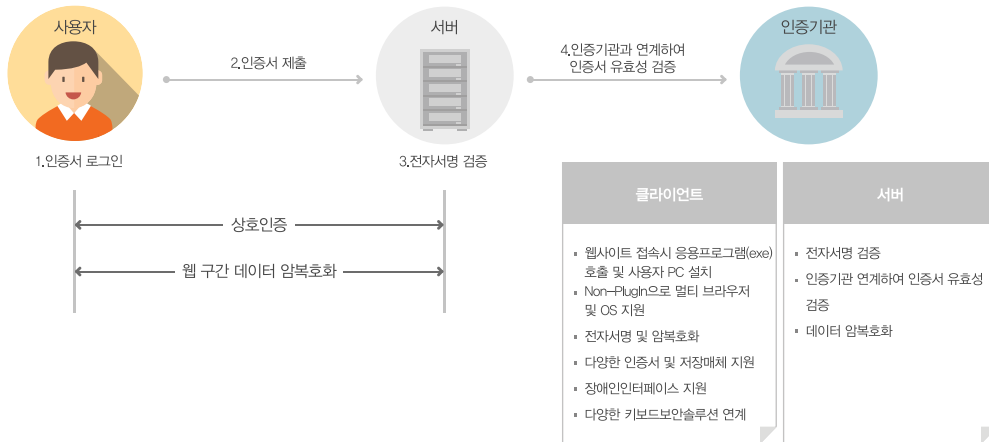 사용자
서버
인증기관
2.인증서 제출
4.인증기관과 연계하여
인증서 유효성 검증
1.인증서 로그인
3.전자서명 검증
상호인증
웹 구간 데이터 암복호화
클라이언트
웹사이트 접속시 응용프로그램(exe)
호출 및 사용자 PC 설치
Non-PlugIn으로 멀티 브라우저
및 OS 지원
전자서명 및 암복호화
다양한 인증서 및 저장매체 지원
장애인인터페이스 지원
다양한 키보드보안솔루션 연계
서버
전자서명 검증
인증기관 연계하여 인증서 유효성
검증
데이터 암복호화